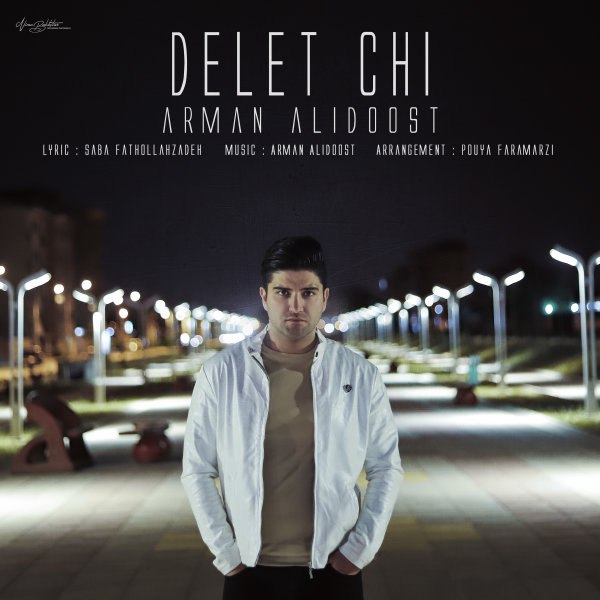 DELET CHI
ARMAN ALIDOOST
LYRIC : SABA FATHOLLAHZADEH MUSIC : ARMAN ALIDOOST ARRANGEMENT : POUYA FARAMARZI